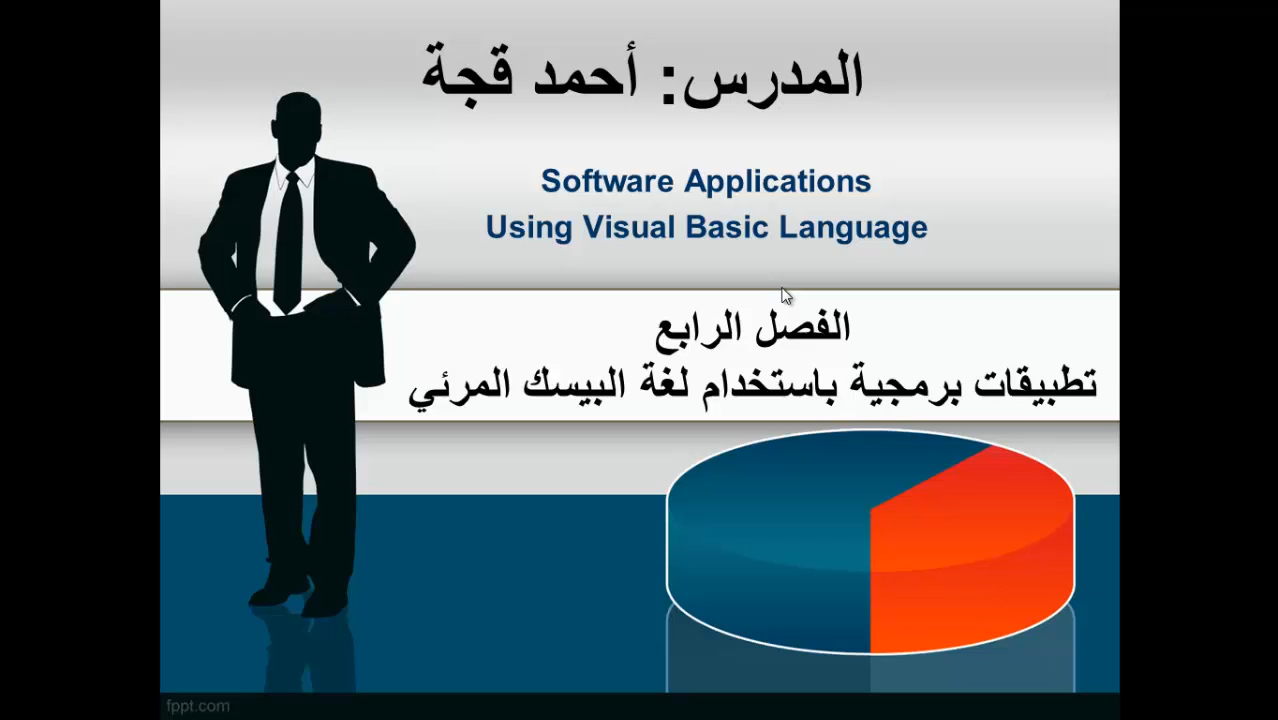 المدرس: أحمد قجة
Software Applications
Using Visual Basic Language
الفصل الرابع
تطبيقات برمجية باستخدام لغة البيسك المرئي
fppt.com